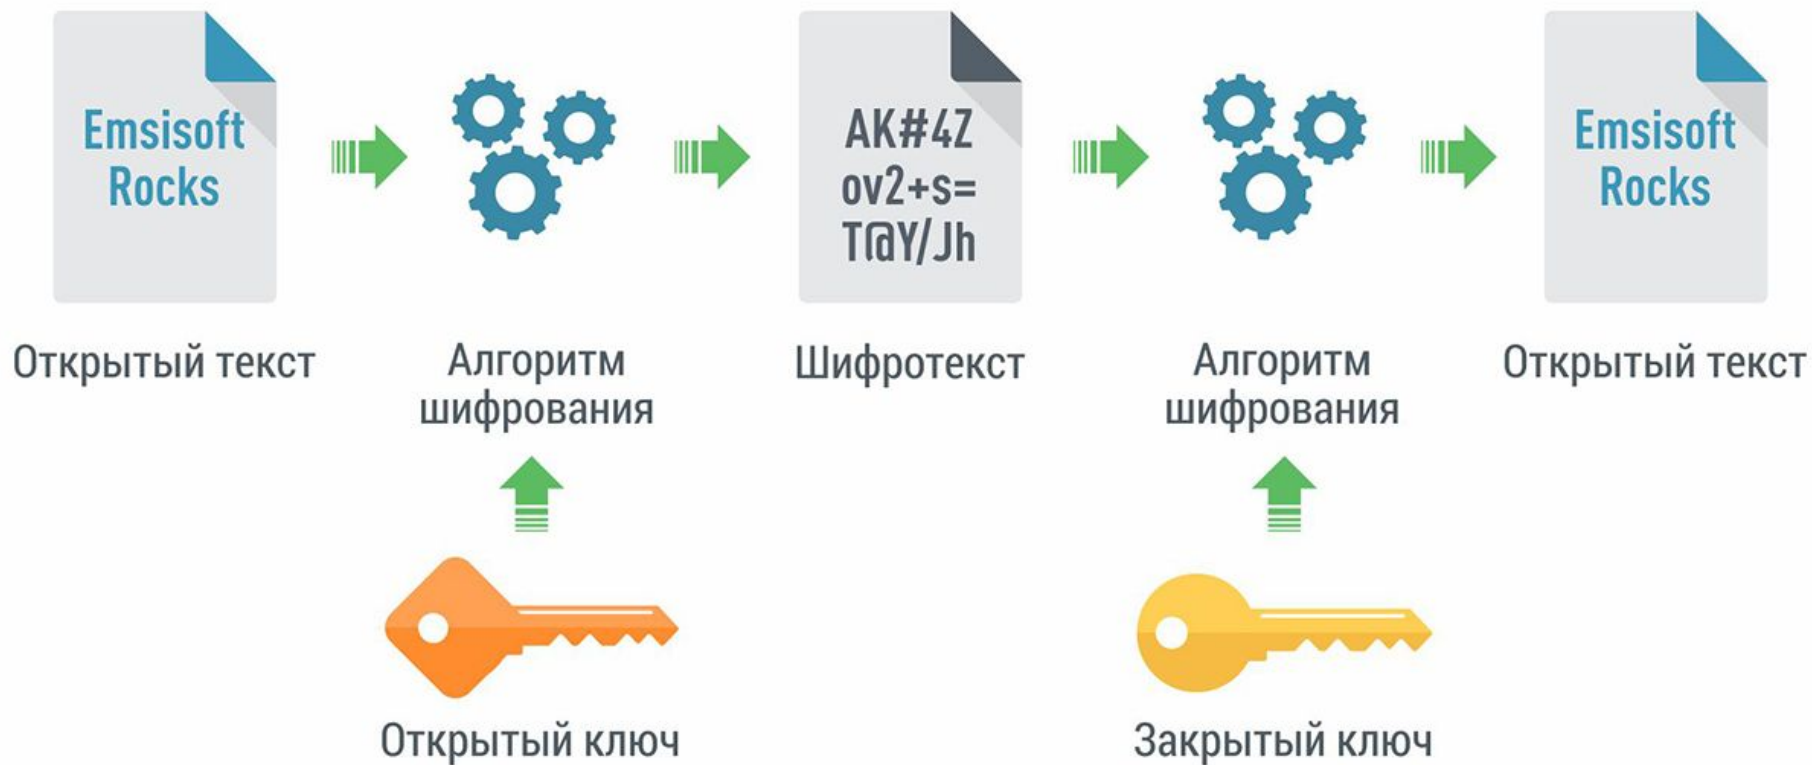 Emsisoft
Rocks
AK#4Z
ov2+s=
T@Y/Jh
Emsisoft
Rocks
Открытый текст
Алгоритм
шифрования
Шифротекст
Алгоритм
шифрования
Открытый текст
Открытый ключ
Закрытый ключ